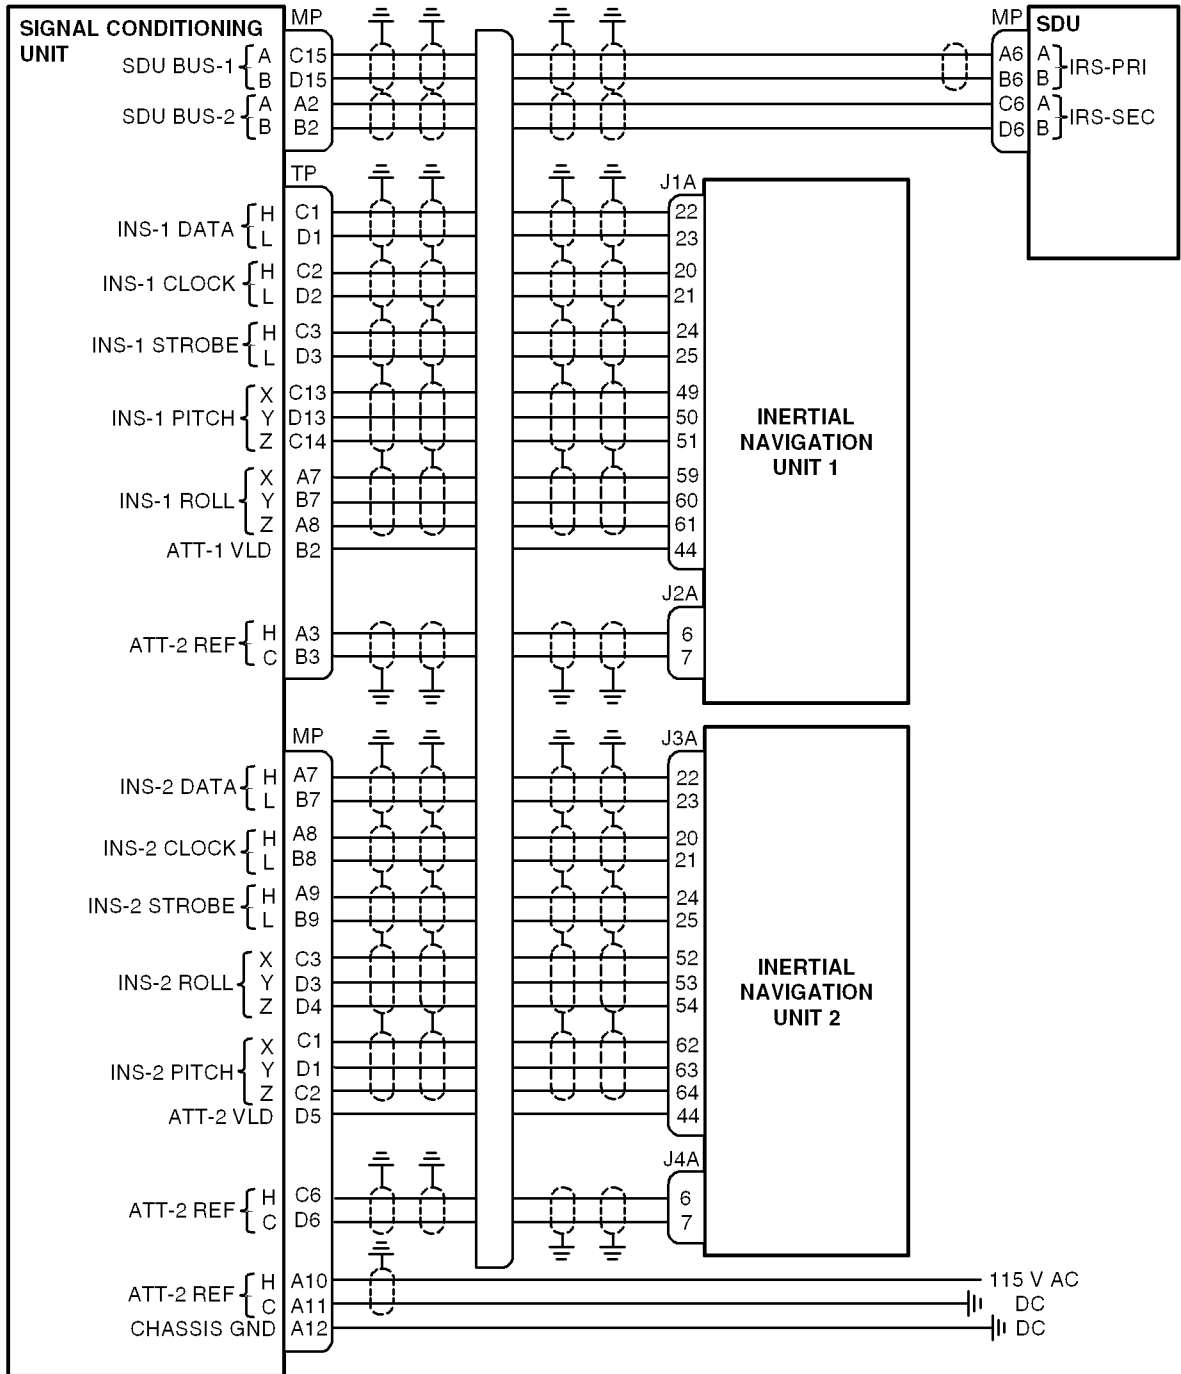 SIGNAL CONDITIONING
UNIT
MP
SDU BUS-1 A C15
B D15
SDU BUS-2 A A2
B B2
MP SDU
A6 A IRS-PRI
B6 B
C6 A IRS-SEC
D6 B
TP
J1A
INS-1 DATA H C1 22
L D1 23
INS-1 CLOCK H C2 20
L D2 21
INS-1 STROBE H C3 24
L D3 25
INS-1 PITCH X C13 49
Y D13 50
Z C14 51
INS-1 ROLL X A7 59
Y B7 60
Z A8 61
ATT-1 VLD B2 44
INERTIAL
NAVIGATION
UNIT 1
J2A
ATT-2 REF H A3 6
C B3 7
MP
J3A
INS-2 DATA H A7 22
L B7 23
INS-2 CLOCK H A8 20
L B8 21
INS-2 STROBE H A9 24
L B9 25
INS-2 ROLL X C3 52
Y D3 53
Z D4 54
INS-2 PITCH X C1 62
Y D1 63
Z C2 64
ATT-2 VLD D5 44
INERTIAL
NAVIGATION
UNIT 2
J4A
ATT-2 REF H C6 6
C D6 7
ATT-2 REF H A10 115 V AC
C A11 DC
CHASSIS GND A12 DC